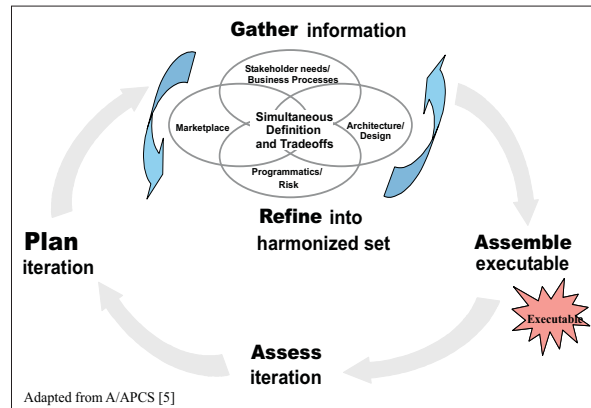 Gather information
Stakeholder needs/
Business Processes
Marketplace
Simultaneous
Definition
and Tradeoffs
Architecture/
Design
Programmatics/
Risk
Refine into
harmonized set
Plan
iteration
Assemble
executable
Executable
Assess
iteration
Adapted from A/APCS [5]